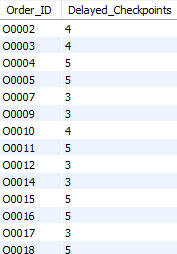 Order_ID Delayed_Checkpoints
O0002 4
O0003 4
O0004 5
O0005 5
O0007 3
O0009 3
O0010 4
O0011 5
O0012 3
O0014 3
O0015 5
O0016 5
O0017 3
O0018 5